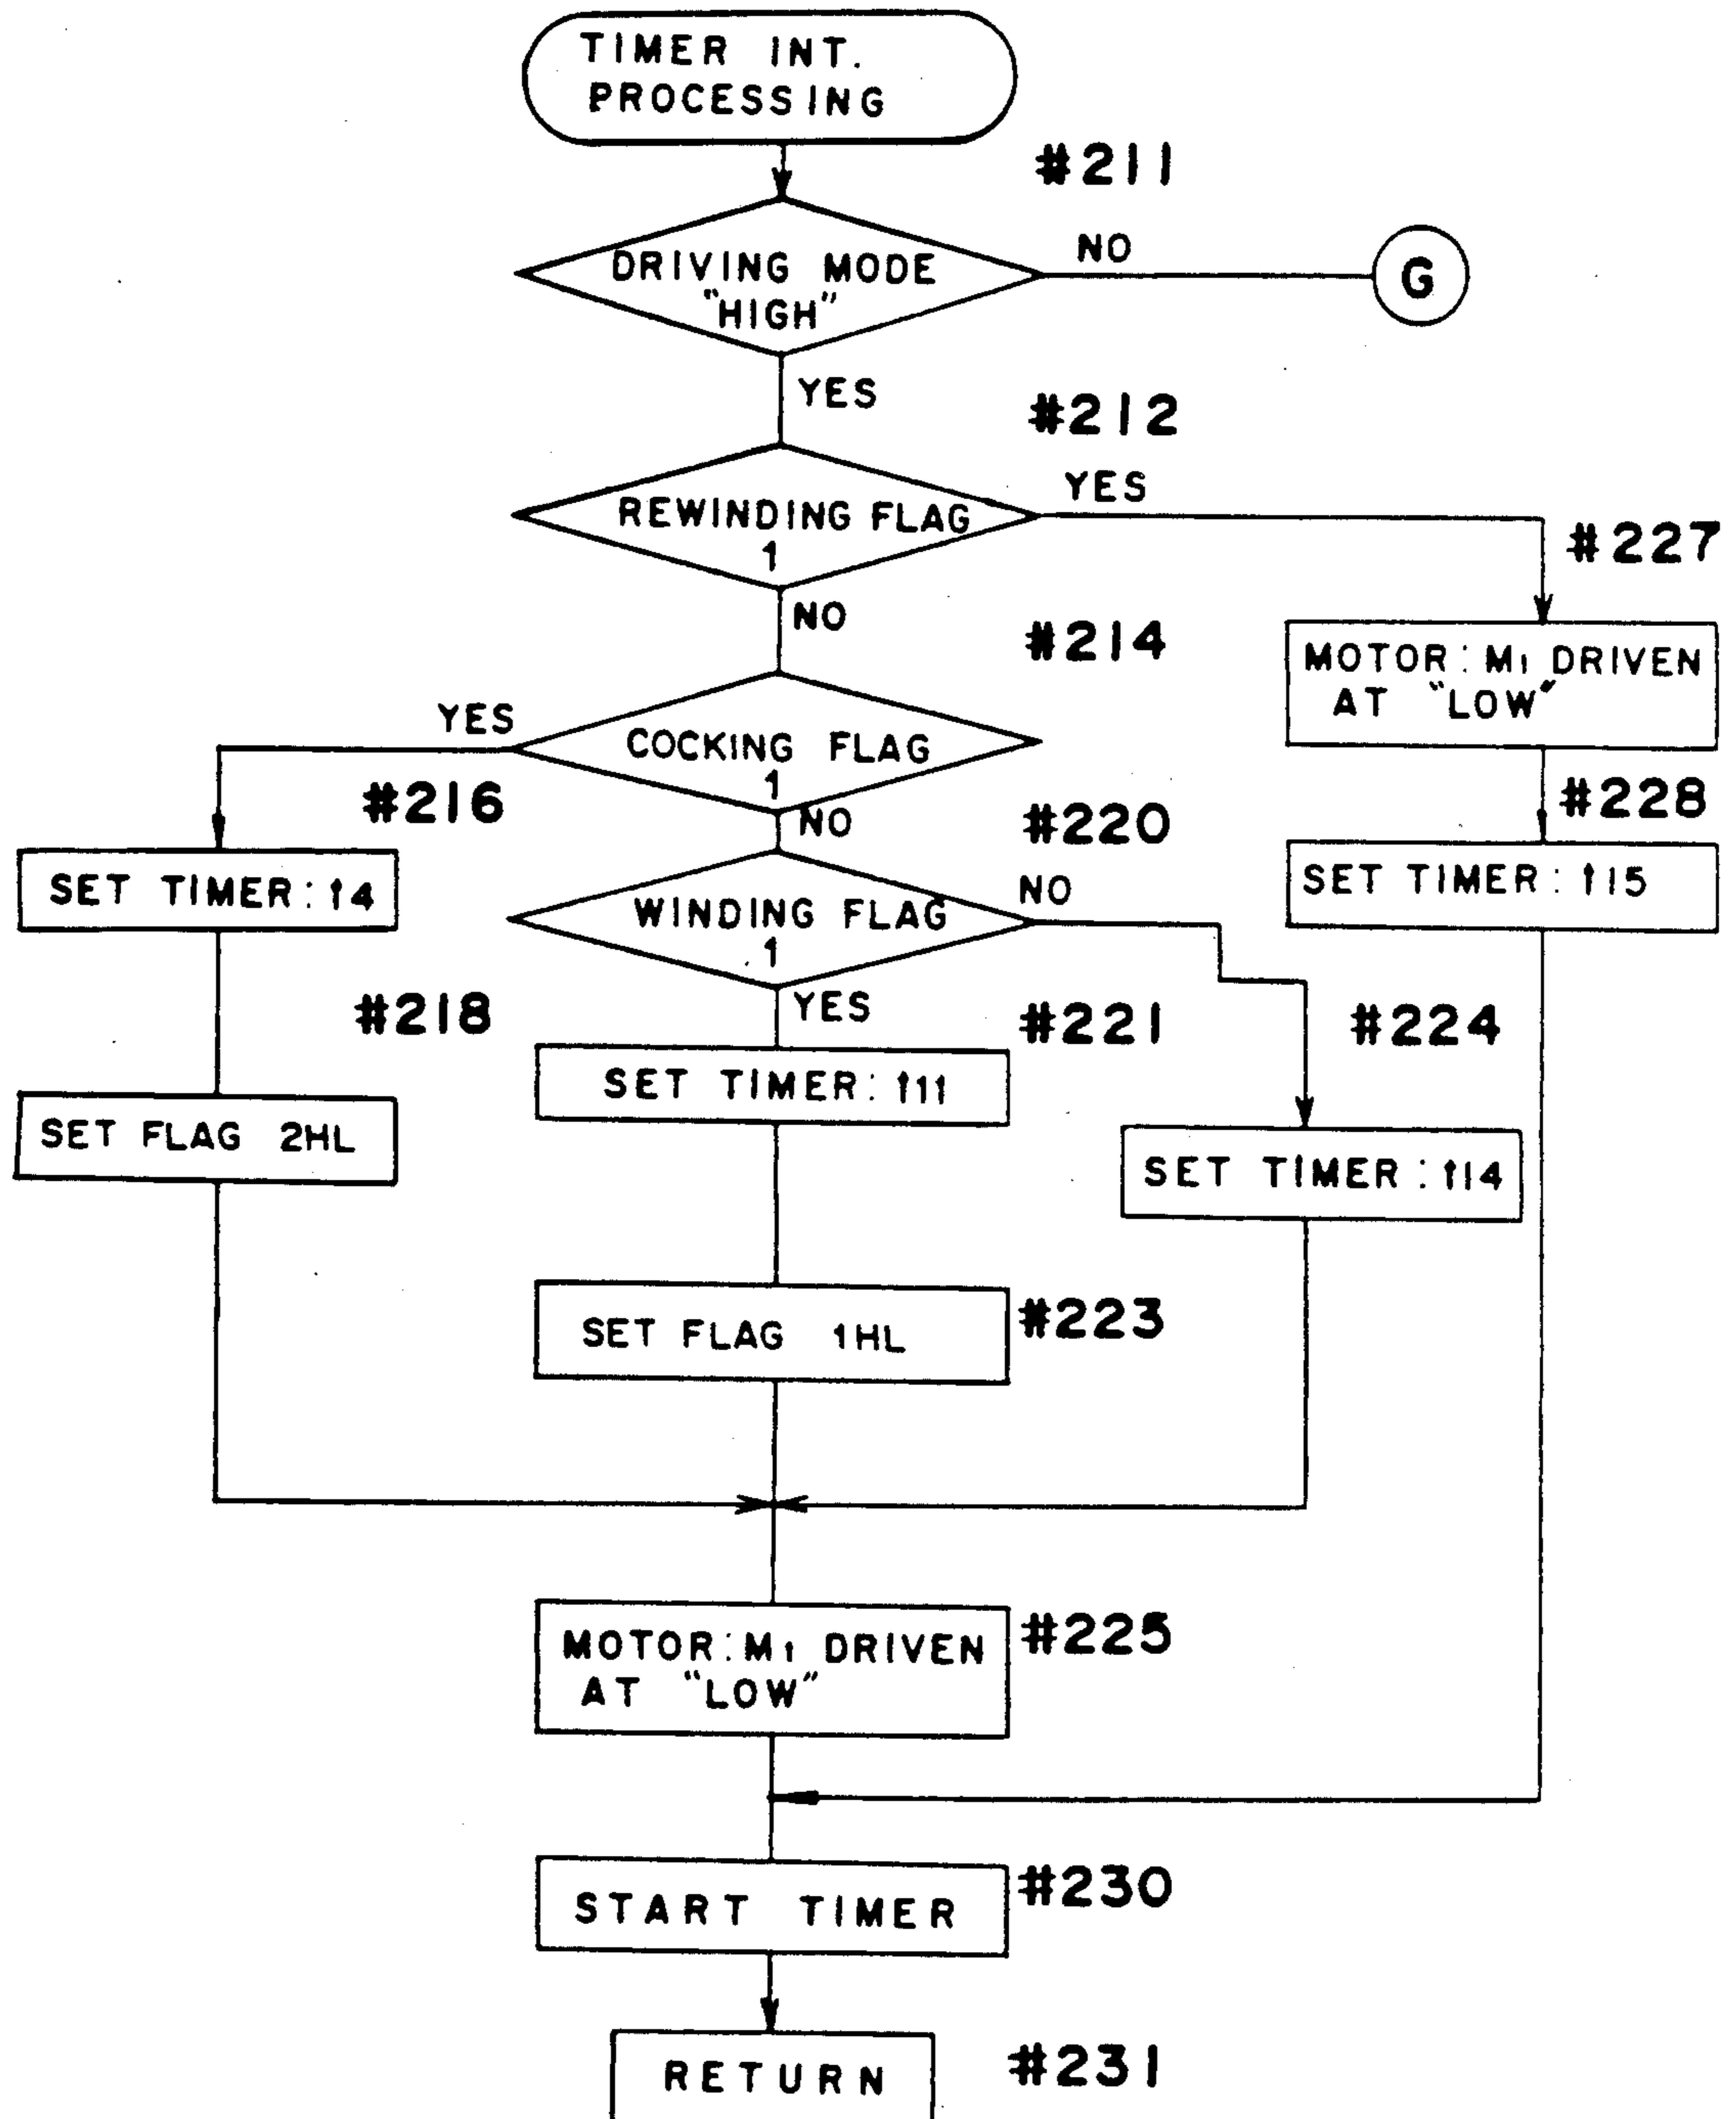 TIMER INT.
PROCESSING
#211
DRIVING MODE
"HIGH"
NO
G
YES
#212
REWINDING FLAG
1
YES
#227
NO
#214
MOTOR: M1 DRIVEN
AT "LOW"
YES
COCKING FLAG
1
#216
NO
#220
#228
SET TIMER: t4
WINDING FLAG
1
NO
SET TIMER: t15
#218
YES
#221
#224
SET TIMER: t11
SET FLAG 2HL
SET TIMER: t14
SET FLAG 1HL
#223
MOTOR: M1 DRIVEN
AT "LOW"
#225
START TIMER
#230
RETURN
#231